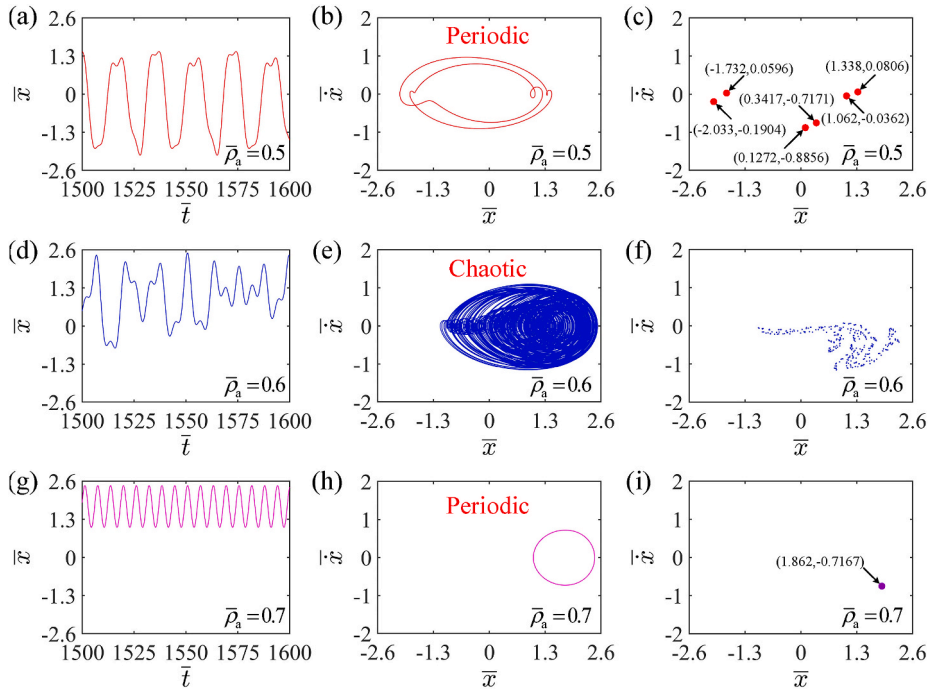 (a)
2.6
1.3
0
-1.3
-2.6
x̅
ρ̅ₐ=0.5
1500 1525 1550 1575 1600
t̅
(b)
2
1
0
-1
-2
ẋ̅
Periodic
ρ̅ₐ=0.5
-2.6 -1.3 0 1.3 2.6
x̅
(c)
2
1
0
-1
-2
ẋ̅
(-1.732,0.0596)
(1.338,0.0806)
(0.3417,-0.7171)
(-2.033,-0.1904)
(1.062,-0.0362)
(0.1272,-0.8856)
ρ̅ₐ=0.5
-2.6 -1.3 0 1.3 2.6
x̅
(d)
2.6
1.3
0
-1.3
-2.6
x̅
ρ̅ₐ=0.6
1500 1525 1550 1575 1600
t̅
(e)
2
1
0
-1
-2
ẋ̅
Chaotic
ρ̅ₐ=0.6
-2.6 -1.3 0 1.3 2.6
x̅
(f)
2
1
0
-1
-2
ẋ̅
ρ̅ₐ=0.6
-2.6 -1.3 0 1.3 2.6
x̅
(g)
2.6
1.3
0
-1.3
-2.6
x̅
ρ̅ₐ=0.7
1500 1525 1550 1575 1600
t̅
(h)
2
1
0
-1
-2
ẋ̅
Periodic
ρ̅ₐ=0.7
-2.6 -1.3 0 1.3 2.6
x̅
(i)
2
1
0
-1
-2
ẋ̅
(1.862,-0.7167)
ρ̅ₐ=0.7
-2.6 -1.3 0 1.3 2.6
x̅